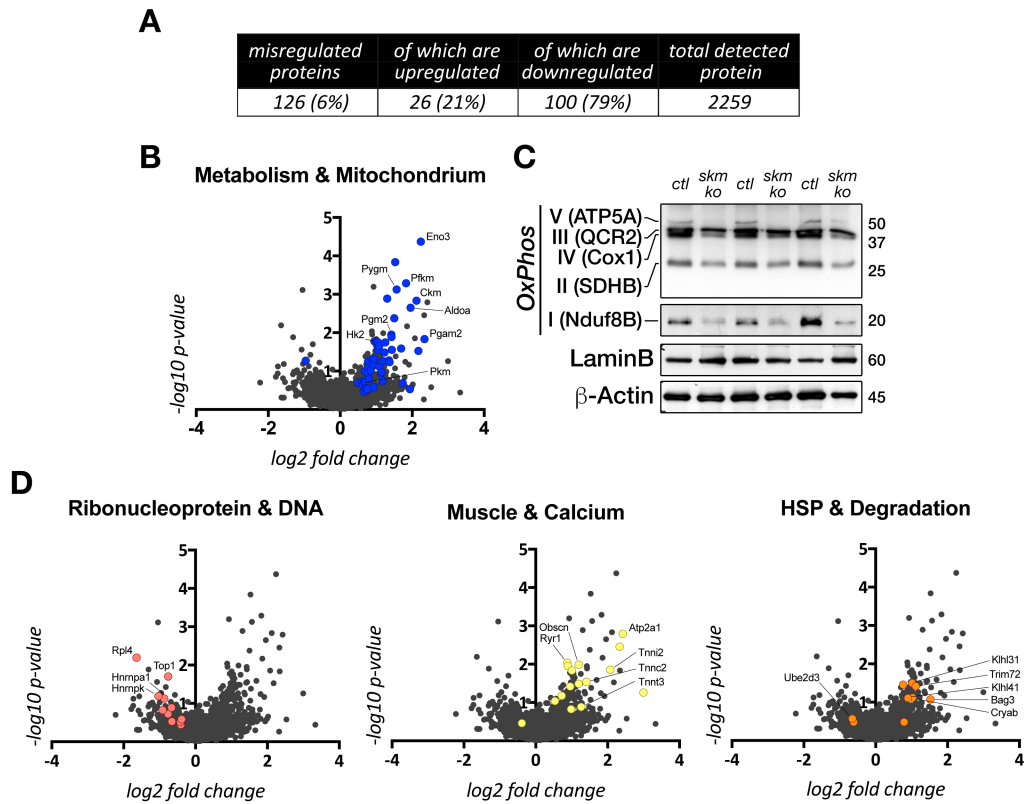 A
misregulated proteins
of which are upregulated
of which are downregulated
total detected protein
126 (6%)
26 (21%)
100 (79%)
2259
B
Metabolism & Mitochondrium
5
4
3
2
1
-4
-2
0
2
4
-log10 p-value
log2 fold change
Eno3
Pygm
Pfkm
Ckm
Aldoa
Pgm2
Hk2
Pgam2
Pkm
C
ctl
skm ko
ctl
skm ko
ctl
skm ko
OxPhos
V (ATP5A)
III (QCR2)
IV (Cox1)
II (SDHB)
I (Nduf8B)
LaminB
β-Actin
50
37
25
20
60
45
D
Ribonucleoprotein & DNA
5
4
3
2
1
-4
-2
0
2
4
-log10 p-value
log2 fold change
Rpl4
Top1
Hnrnpa1
Hnrnpk
Muscle & Calcium
5
4
3
2
1
-4
-2
0
2
4
-log10 p-value
log2 fold change
Obscn
Ryr1
Atp2a1
Tnni2
Tnnc2
Tnnt3
HSP & Degradation
5
4
3
2
1
-4
-2
0
2
4
-log10 p-value
log2 fold change
Ube2d3
Klhl31
Trim72
Klhl41
Bag3
Cryab